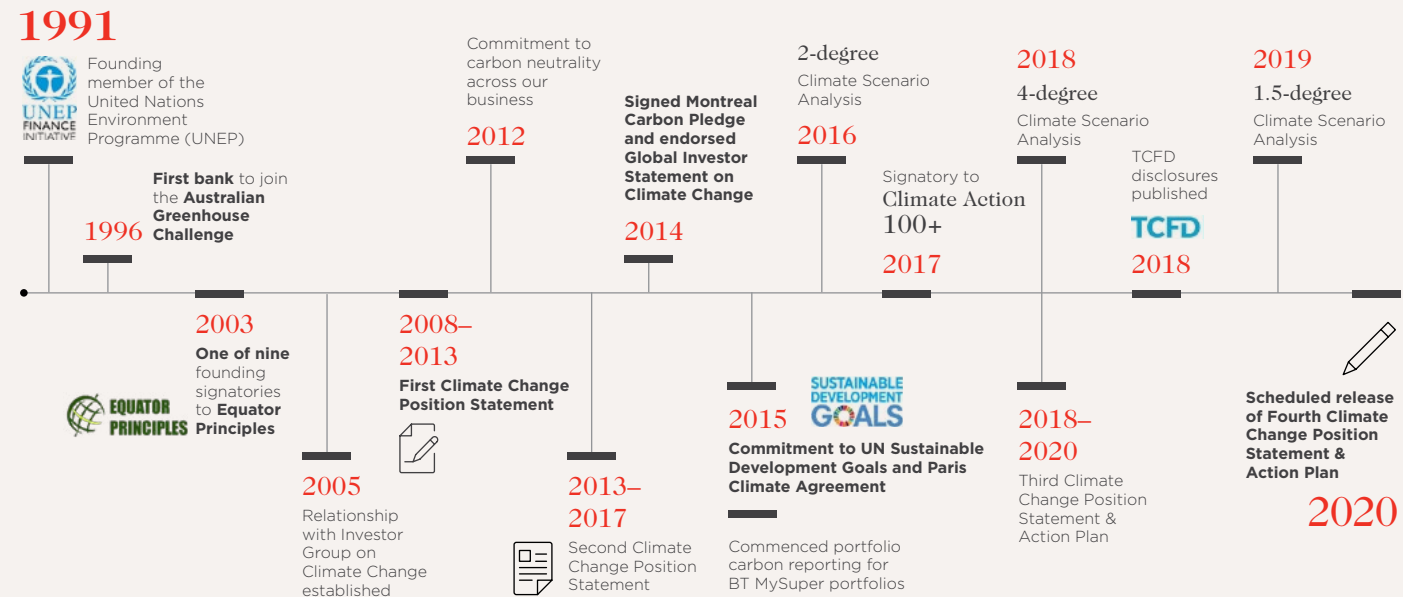 1991
UNEP
FINANCE
INITIATIVE
Founding
member of the
United Nations
Environment
Programme (UNEP)
1996
First bank to join
the Australian
Greenhouse
Challenge
EQUATOR
PRINCIPLES
2003
One of nine
founding
signatories
to Equator
Principles
2005
Relationship
with Investor
Group on
Climate Change
established
2008–
2013
First Climate Change
Position Statement
Commitment to
carbon neutrality
across our
business
2012
2013–
2017
Second Climate
Change Position
Statement
Signed Montreal
Carbon Pledge
and endorsed
Global Investor
Statement on
Climate Change
2014
2015
SUSTAINABLE
DEVELOPMENT
GOALS
Commitment to UN Sustainable
Development Goals and Paris
Climate Agreement
Commenced portfolio
carbon reporting for
BT MySuper portfolios
2-degree
Climate Scenario
Analysis
2016
Signatory to
Climate Action
100+
2017
2018
4-degree
Climate Scenario
Analysis
2018–
2020
Third Climate
Change Position
Statement &
Action Plan
TCFD
disclosures
published
TCFD
2018
2019
1.5-degree
Climate Scenario
Analysis
Scheduled release
of Fourth Climate
Change Position
Statement &
Action Plan
2020